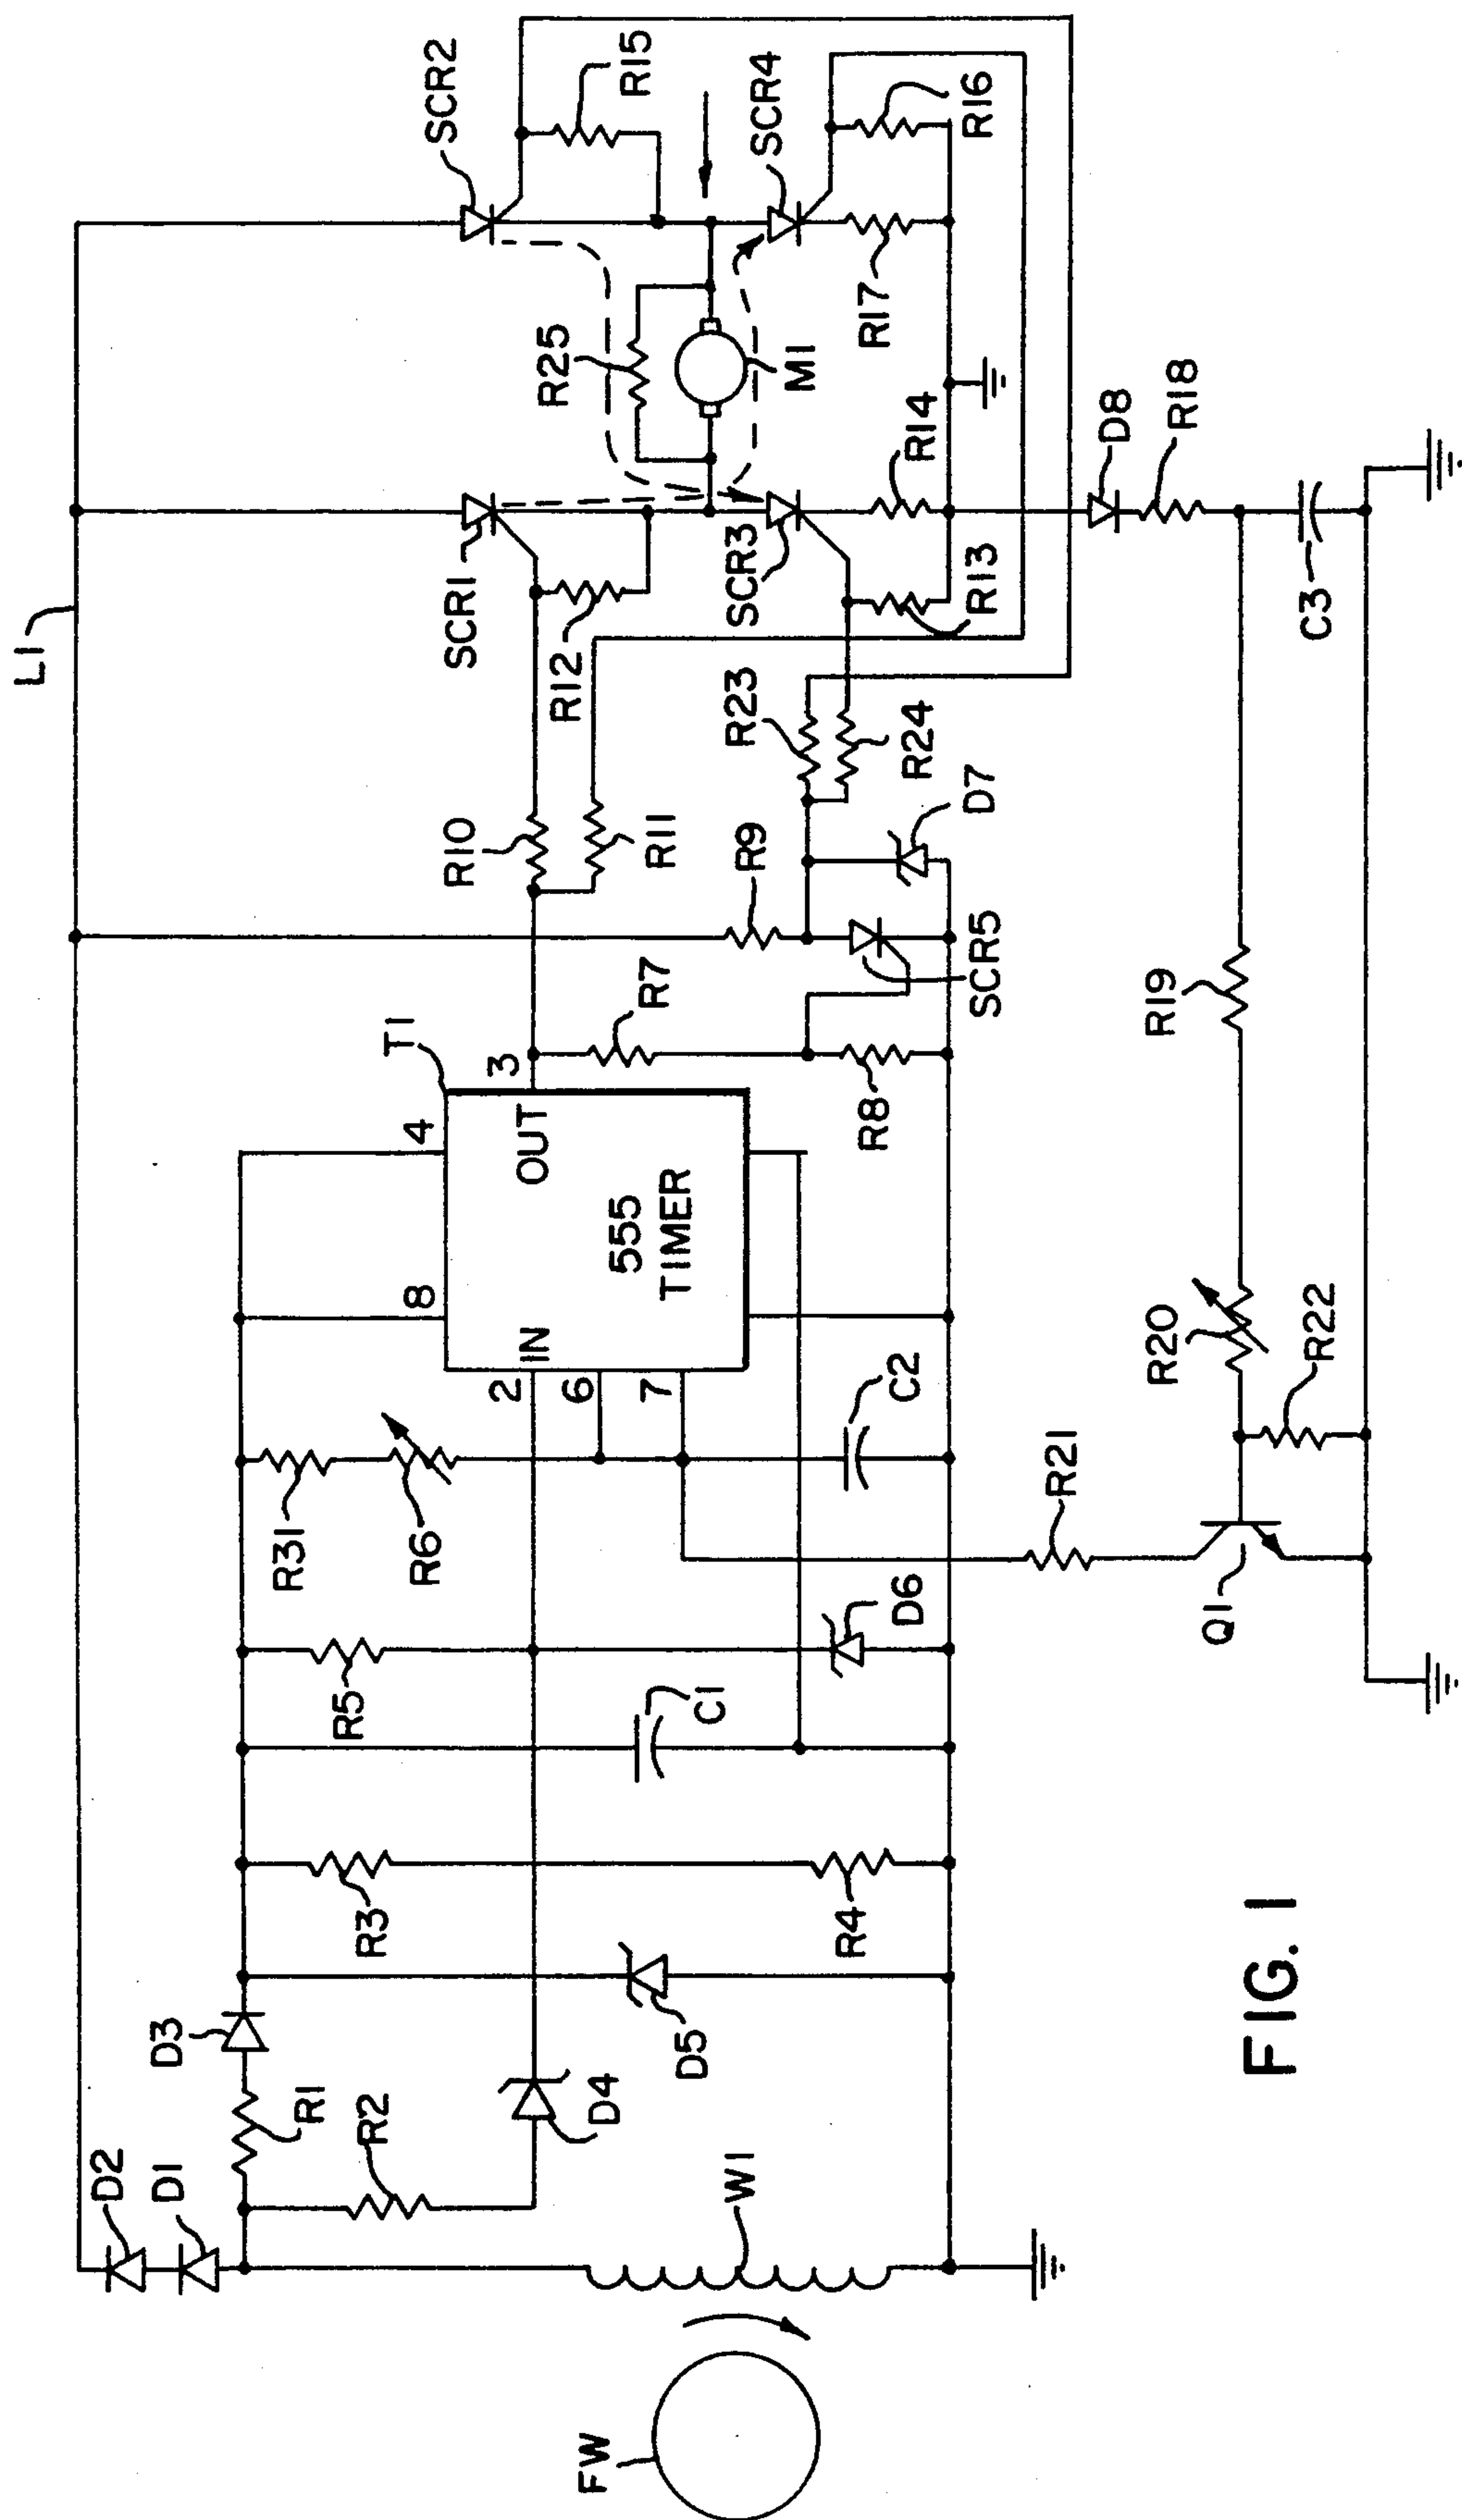 FW
W1
D2
D1
R1
D3
R2
D4
D5
R3
R4
C1
R5
D6
R31
R6
C2
2
6
7
8
4
IN
OUT
555
TIMER
3
T1
R7
R8
R9
SCR5
D7
R10
R11
R12
R23
R24
L1
SCR1
SCR3
R13
R14
R25
M1
SCR2
R15
SCR4
R16
R17
D8
R18
C3
R19
R20
R22
R21
Q1
FIG. 1